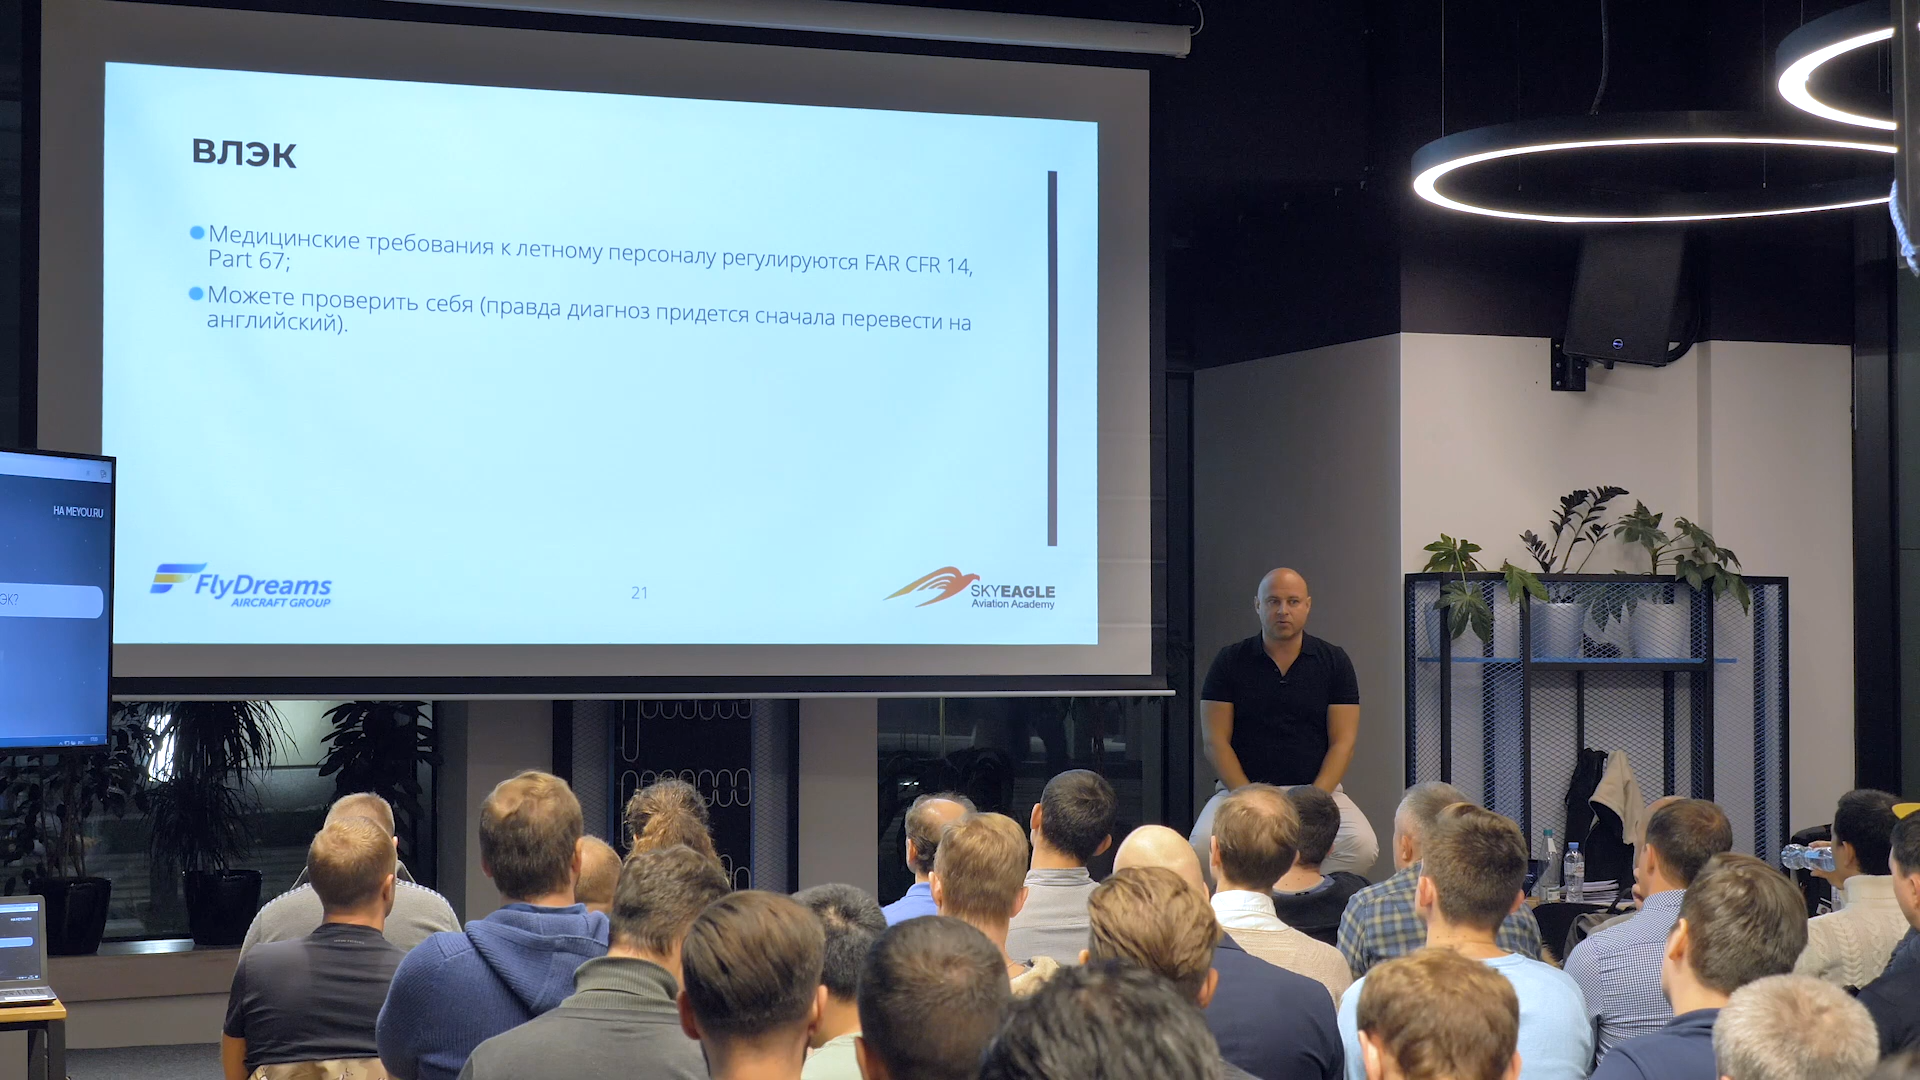 ВЛЭК
Медицинские требования к летному персоналу регулируются FAR CFR 14,
Part 67;
Можете проверить себя (правда диагноз придется сначала перевести на
английский).
FlyDreams
AIRCRAFT GROUP
21
SKYEAGLE
Aviation Academy
НА MEYOU.RU
ЭК?